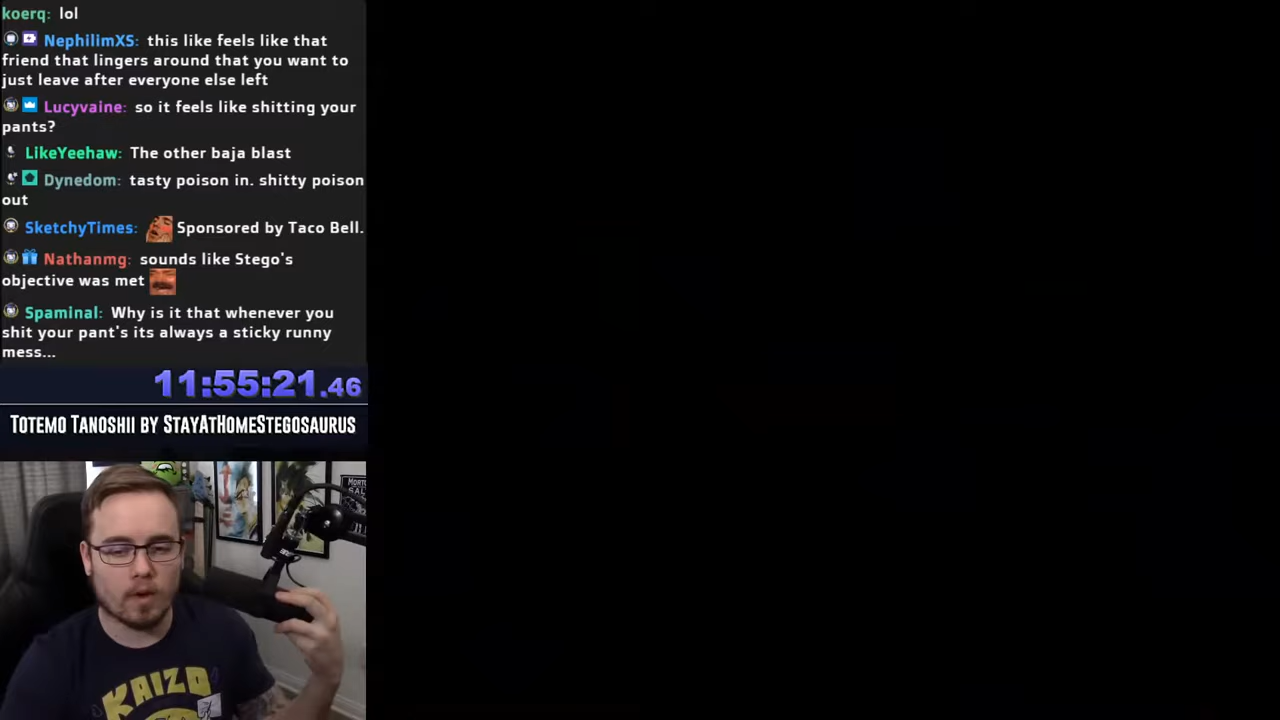 koerq: lol
NephilimXS: this like feels like that
friend that lingers around that you want to
just leave after everyone else left
Lucyvaine: so it feels like shitting your
pants?
LikeYeehaw: The other baja blast
Dynedom: tasty poison in. shitty poison
out
SketchyTimes: Sponsored by Taco Bell.
Nathanmg: sounds like Stego's
objective was met
Spaminal: Why is it that whenever you
shit your pant's its always a sticky runny
mess...
11:55:21.46
TOTEMO TANOSHII BY STAYATHOMESTEGOSAURUS
KAIZO